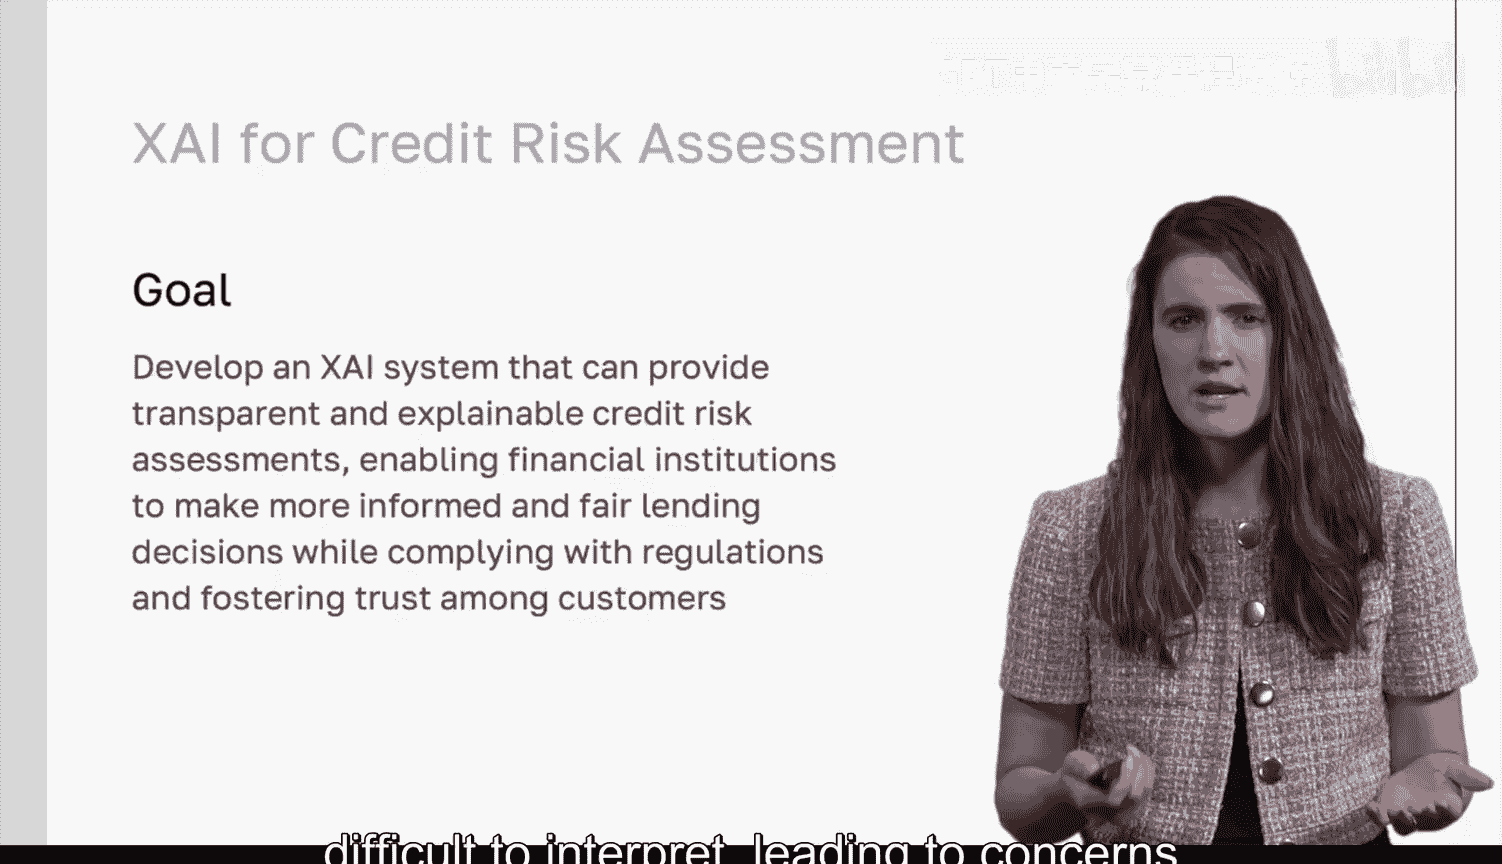 XAI for Credit Risk Assessment
Goal
Develop an XAI system that can provide
transparent and explainable credit risk
assessments, enabling financial institutions
to make more informed and fair lending
decisions while complying with regulations
and fostering trust among customers
difficult to interpret, leading to concerns